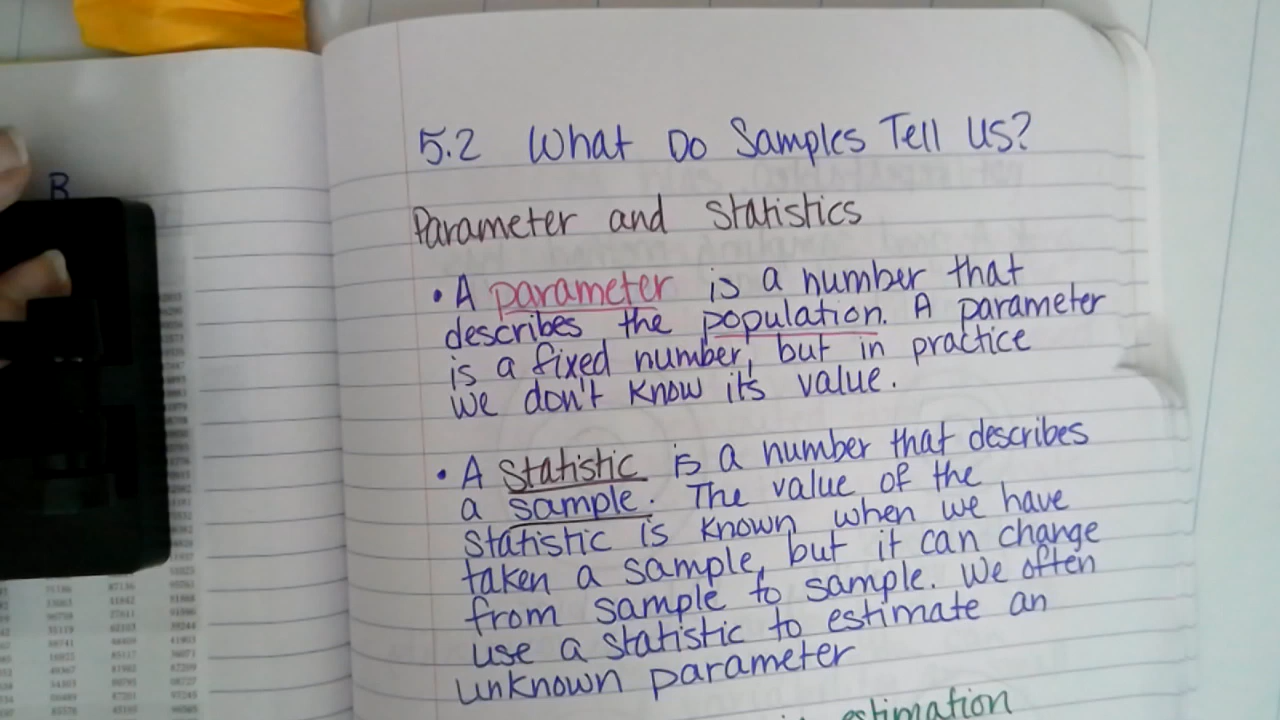 B
5.2 What Do Samples Tell Us?
Parameter and Statistics
• A parameter is a number that
describes the population. A parameter
is a fixed number, but in practice
we don't know its value.
• A Statistic is a number that describes
a sample. The value of the
statistic is known when we have
taken a sample, but it can change
from sample to sample. We often
use a statistic to estimate an
unknown parameter
estimation